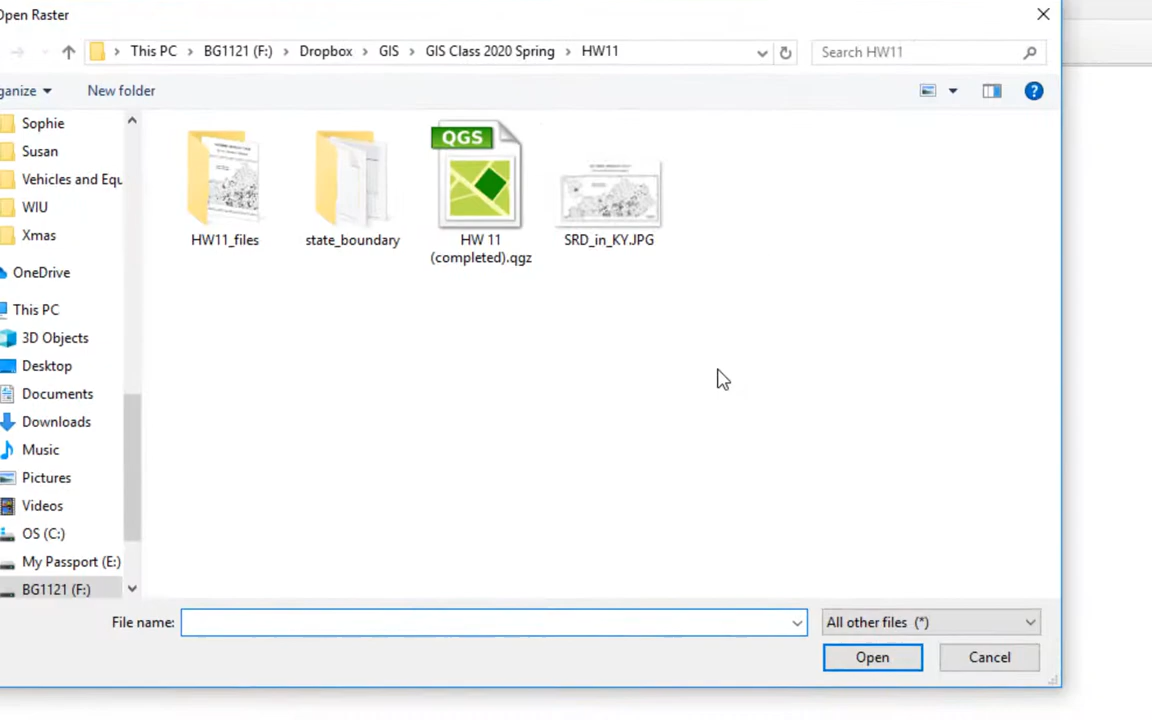 Open Raster
This PC > BG1121 (F:) > Dropbox > GIS > GIS Class 2020 Spring > HW11
Search HW11
ganize
New folder
Sophie
Susan
Vehicles and Equ
WIU
Xmas
OneDrive
This PC
3D Objects
Desktop
Documents
Downloads
Music
Pictures
Videos
OS (C:)
My Passport (E:)
BG1121 (F:)
QGS
HW11_files
state_boundary
HW 11
(completed).qgz
SRD_in_KY.JPG
File name:
All other files (*)
Open
Cancel